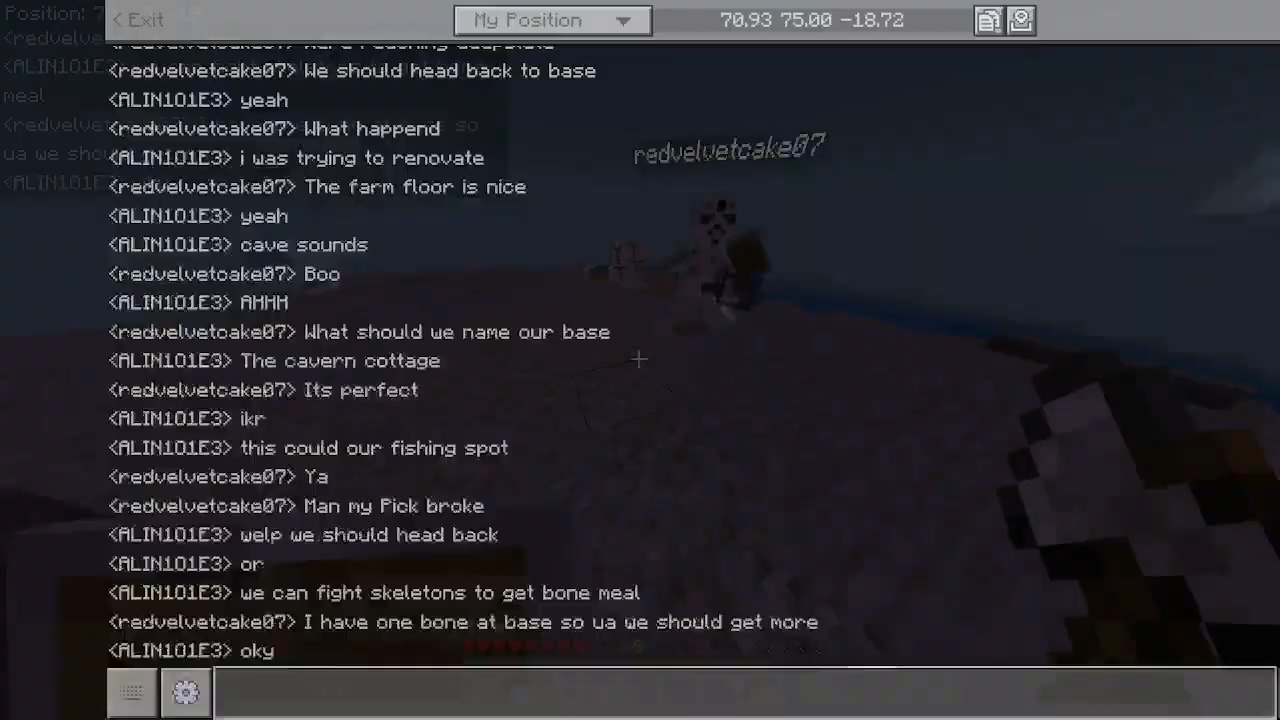 < Exit
My Position
70.93 75.00 -18.72
Position: 7
<redvelvetcake07> We should head back to base
<ALIN101E3> yeah
<redvelvetcake07> What happend
<ALIN101E3> i was trying to renovate
<redvelvetcake07> The farm floor is nice
<ALIN101E3> yeah
<ALIN101E3> cave sounds
<redvelvetcake07> Boo
<ALIN101E3> AHHH
<redvelvetcake07> What should we name our base
<ALIN101E3> The cavern cottage
<redvelvetcake07> Its perfect
<ALIN101E3> ikr
<ALIN101E3> this could our fishing spot
<redvelvetcake07> Ya
<redvelvetcake07> Man my Pick broke
<ALIN101E3> welp we should head back
<ALIN101E3> or
<ALIN101E3> we can fight skeletons to get bone meal
<redvelvetcake07> I have one bone at base so ua we should get more
<ALIN101E3> oky
redvelvetcake07